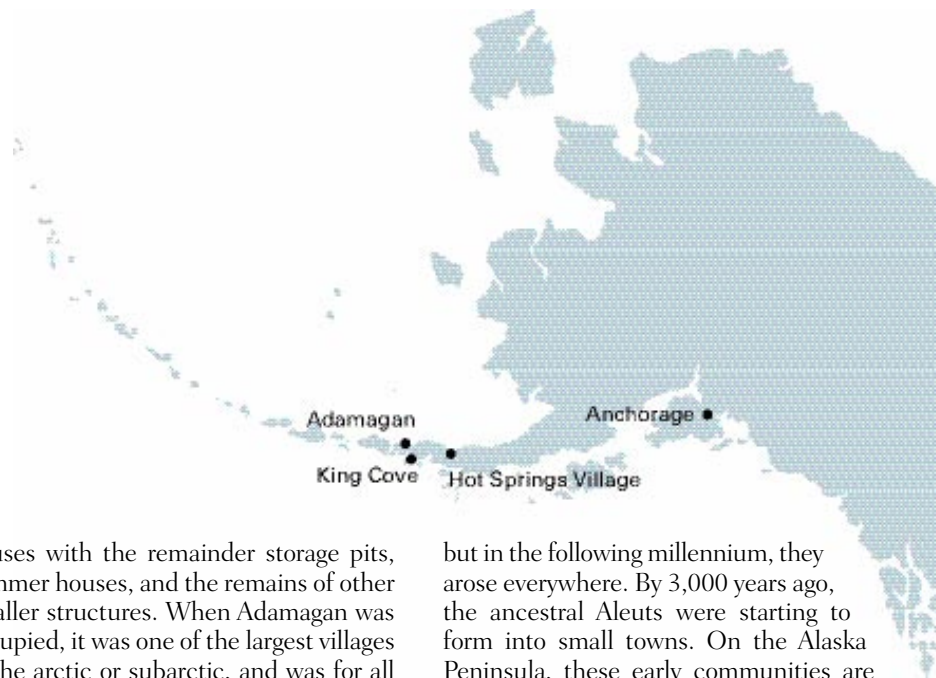 Adamagan
Anchorage
King Cove
Hot Springs Village
uses with the remainder storage pits,
nmer houses, and the remains of other
aller structures. When Adamagan was
upied, it was one of the largest villages
he arctic or subarctic, and was for all
but in the following millennium, they
arose everywhere. By 3,000 years ago,
the ancestral Aleuts were starting to
form into small towns. On the Alaska
Peninsula, these early communities are